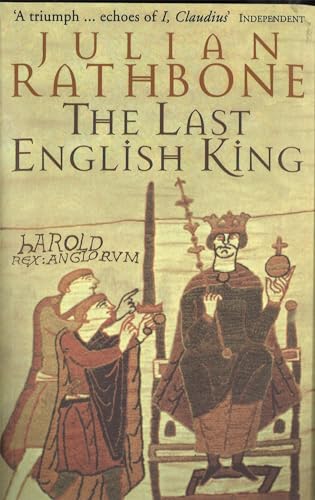 'A triumph ... echoes of I, Claudius' INDEPENDENT
JULIAN
RATHBONE
THE LAST
ENGLISH KING
hAROLD
REX: ANGLORVM